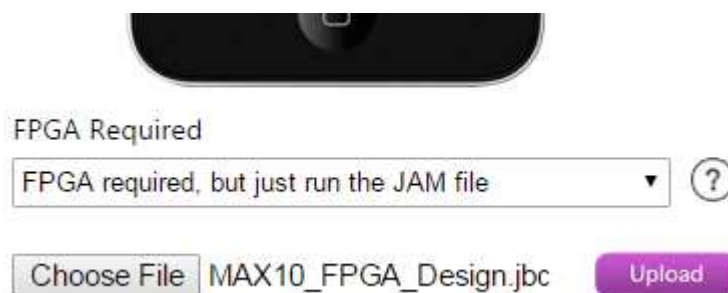 FPGA Required
FPGA required, but just run the JAM file
?
Choose File MAX10_FPGA_Design.jbc Upload